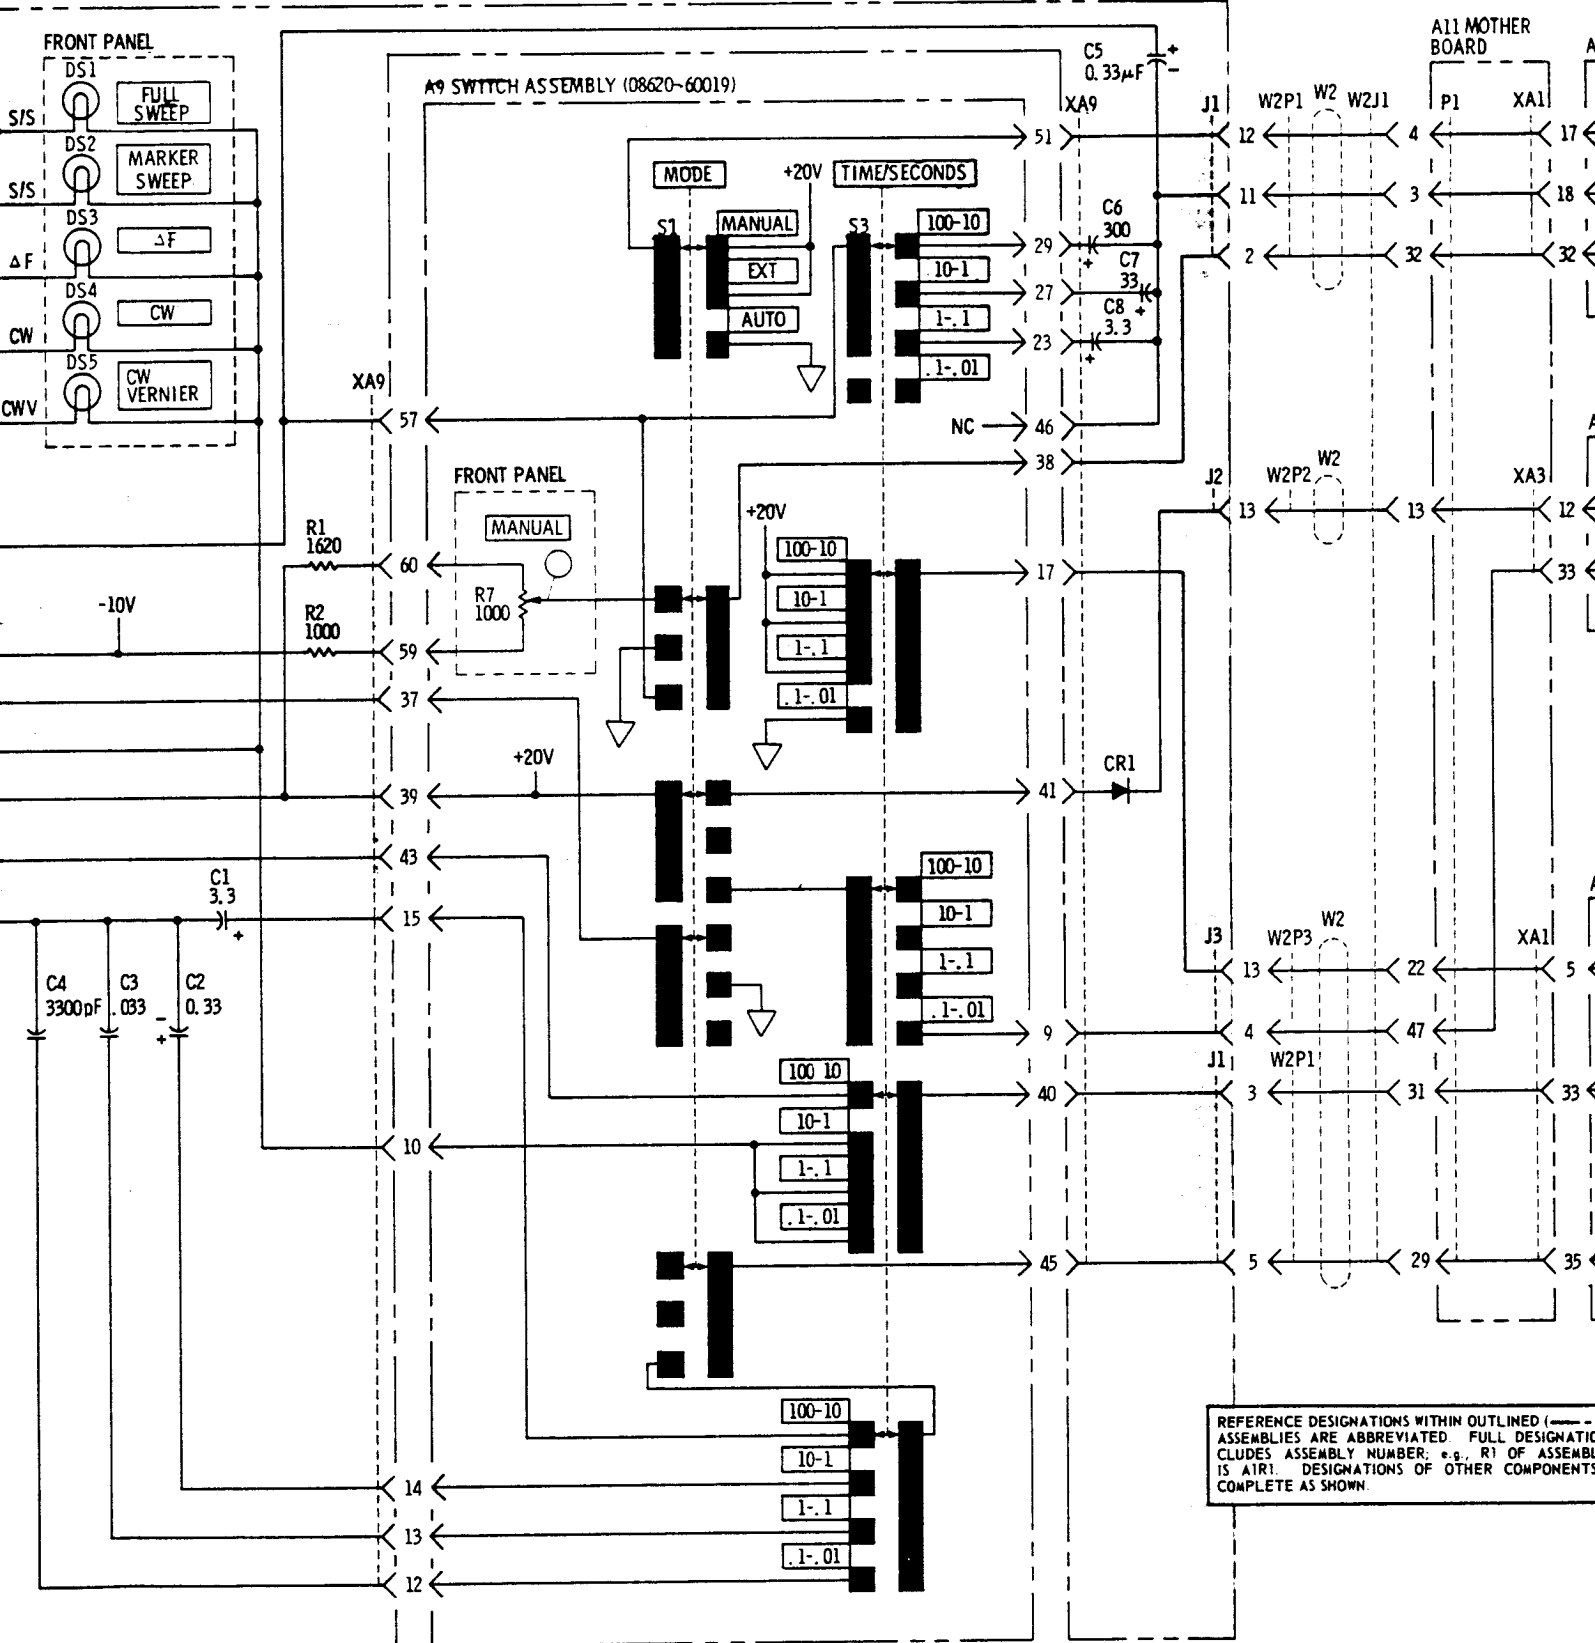 FRONT PANEL
DS1
FULL
SWEEP
S/S
DS2
MARKER
SWEEP
S/S
DS3
ΔF
ΔF
DS4
CW
CW
DS5
CW
VERNIER
CWV
A9 SWITCH ASSEMBLY (08620-60019)
XA9
57
MODE
S1
MANUAL
EXT
AUTO
+20V
TIME/SECONDS
S3
100-10
10-1
1-.1
.1-.01
NC
51
29
27
23
46
38
XA9
C5
0.33μF
+
-
C6
300
+
C7
33
+
C8
3.3
+
J1
12
11
2
W2P1
W2
W2J1
4
3
32
A11 MOTHER
BOARD
P1
XA1
17
18
32
FRONT PANEL
MANUAL
R7
1000
R1
1620
60
-10V
R2
1000
59
37
+20V
39
43
C1
3.3
+
15
C4
3300pF
C3
.033
C2
0.33
-
+
10
14
13
12
+20V
100-10
10-1
1-.1
.1-.01
17
41
CR1
J2
13
W2P2
W2
13
XA3
12
33
100-10
10-1
1-.1
.1-.01
9
J3
13
4
W2P3
W2
22
47
XA1
5
100 10
10-1
1-.1
.1-.01
40
J1
3
W2P1
31
33
45
5
29
35
100-10
10-1
1-.1
.1-.01
REFERENCE DESIGNATIONS WITHIN OUTLINED (
ASSEMBLIES ARE ABBREVIATED. FULL DESIGNATIO
CLUDES ASSEMBLY NUMBER; e.g., R1 OF ASSEMBL
IS A1R1. DESIGNATIONS OF OTHER COMPONENTS
COMPLETE AS SHOWN.